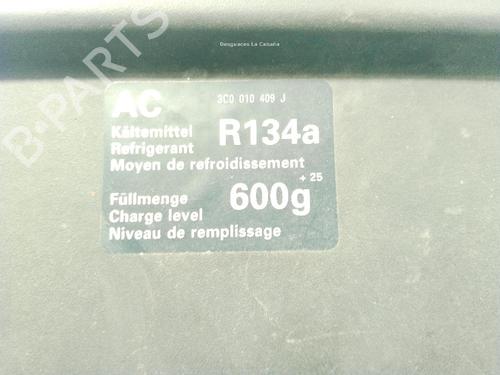 Desguaces La Cabaña
AC 3C0 010 409 J
Kältemittel
Refrigerant R134a
Moyen de refroidissement
+ 25
Füllmenge 600g
Charge level
Niveau de remplissage
B-PARTS